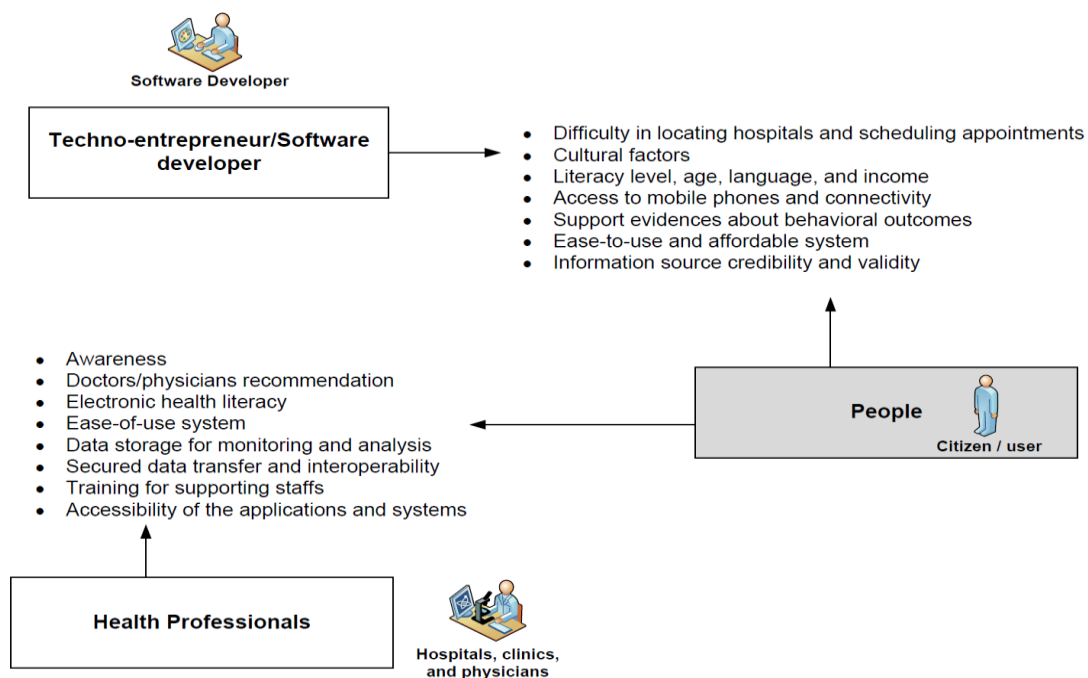 Software Developer
Techno-entrepreneur/Software
developer
• Difficulty in locating hospitals and scheduling appointments
• Cultural factors
• Literacy level, age, language, and income
• Access to mobile phones and connectivity
• Support evidences about behavioral outcomes
• Ease-to-use and affordable system
• Information source credibility and validity
• Awareness
• Doctors/physicians recommendation
• Electronic health literacy
• Ease-of-use system
• Data storage for monitoring and analysis
• Secured data transfer and interoperability
• Training for supporting staffs
• Accessibility of the applications and systems
People
Citizen / user
Health Professionals
Hospitals, clinics,
and physicians